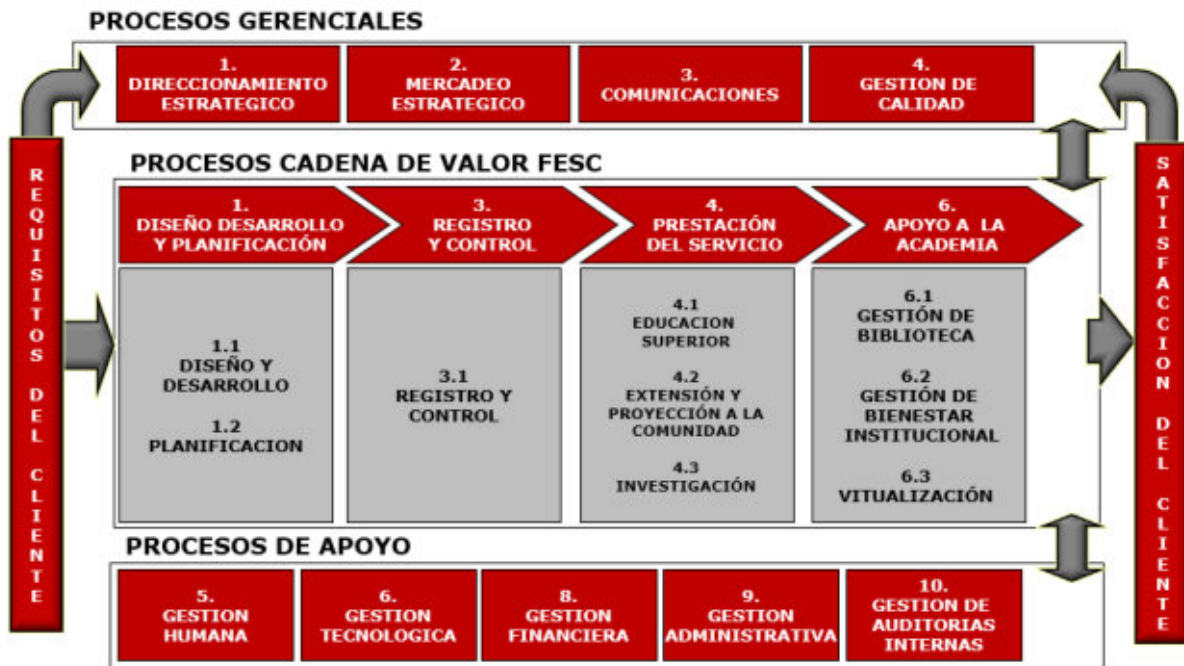 PROCESOS GERENCIALES
1.
DIRECCIONAMIENTO
ESTRATEGICO
2.
MERCADEO
ESTRATEGICO
3.
COMUNICACIONES
4.
GESTION DE
CALIDAD
REQUISITOS DEL CLIENTE
PROCESOS CADENA DE VALOR FESC
1.
DISEÑO DESARROLLO
Y PLANIFICACIÓN
3.
REGISTRO
Y CONTROL
4.
PRESTACIÓN
DEL SERVICIO
6.
APOYO A LA
ACADEMIA
1.1
DISEÑO Y
DESARROLLO
1.2
PLANIFICACION
3.1
REGISTRO Y
CONTROL
4.1
EDUCACION
SUPERIOR
4.2
EXTENSIÓN Y
PROYECCIÓN A LA
COMUNIDAD
4.3
INVESTIGACIÓN
6.1
GESTIÓN DE
BIBLIOTECA
6.2
GESTIÓN DE
BIENESTAR
INSTITUCIONAL
6.3
VITUALIZACIÓN
SATISFACCION DEL CLIENTE
PROCESOS DE APOYO
5.
GESTION
HUMANA
6.
GESTION
TECNOLOGICA
8.
GESTION
FINANCIERA
9.
GESTION
ADMINISTRATIVA
10.
GESTION DE
AUDITORIAS
INTERNAS